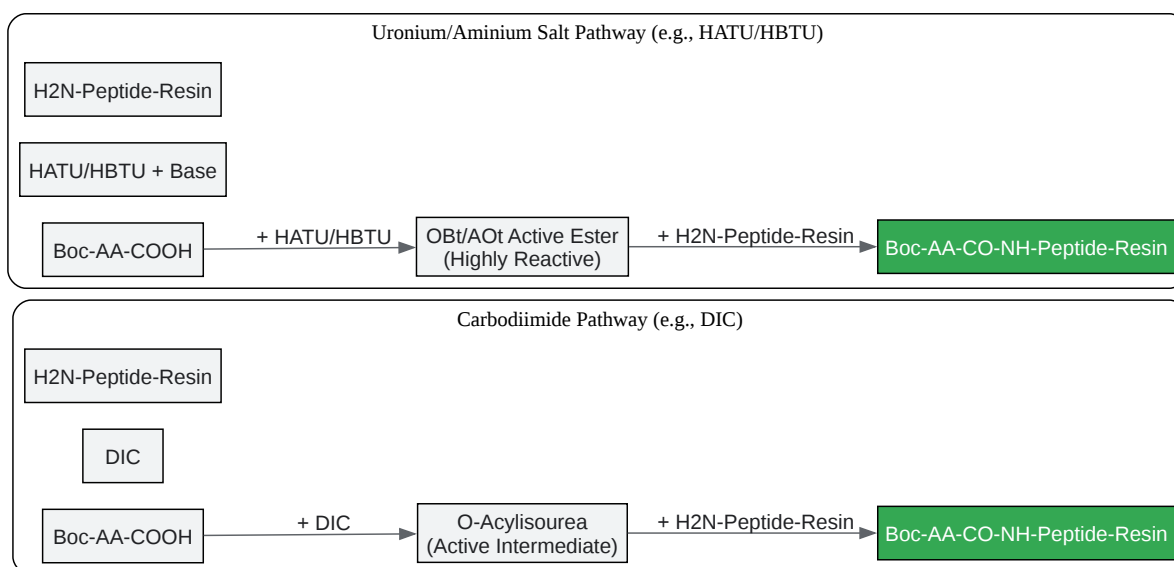 Uronium/Aminium Salt Pathway (e.g., HATU/HBTU)
H2N-Peptide-Resin
HATU/HBTU + Base
Boc-AA-COOH
+ HATU/HBTU
OBt/AOt Active Ester
(Highly Reactive)
+ H2N-Peptide-Resin
Boc-AA-CO-NH-Peptide-Resin
Carbodiimide Pathway (e.g., DIC)
H2N-Peptide-Resin
DIC
Boc-AA-COOH
+ DIC
O-Acylisourea
(Active Intermediate)
+ H2N-Peptide-Resin
Boc-AA-CO-NH-Peptide-Resin